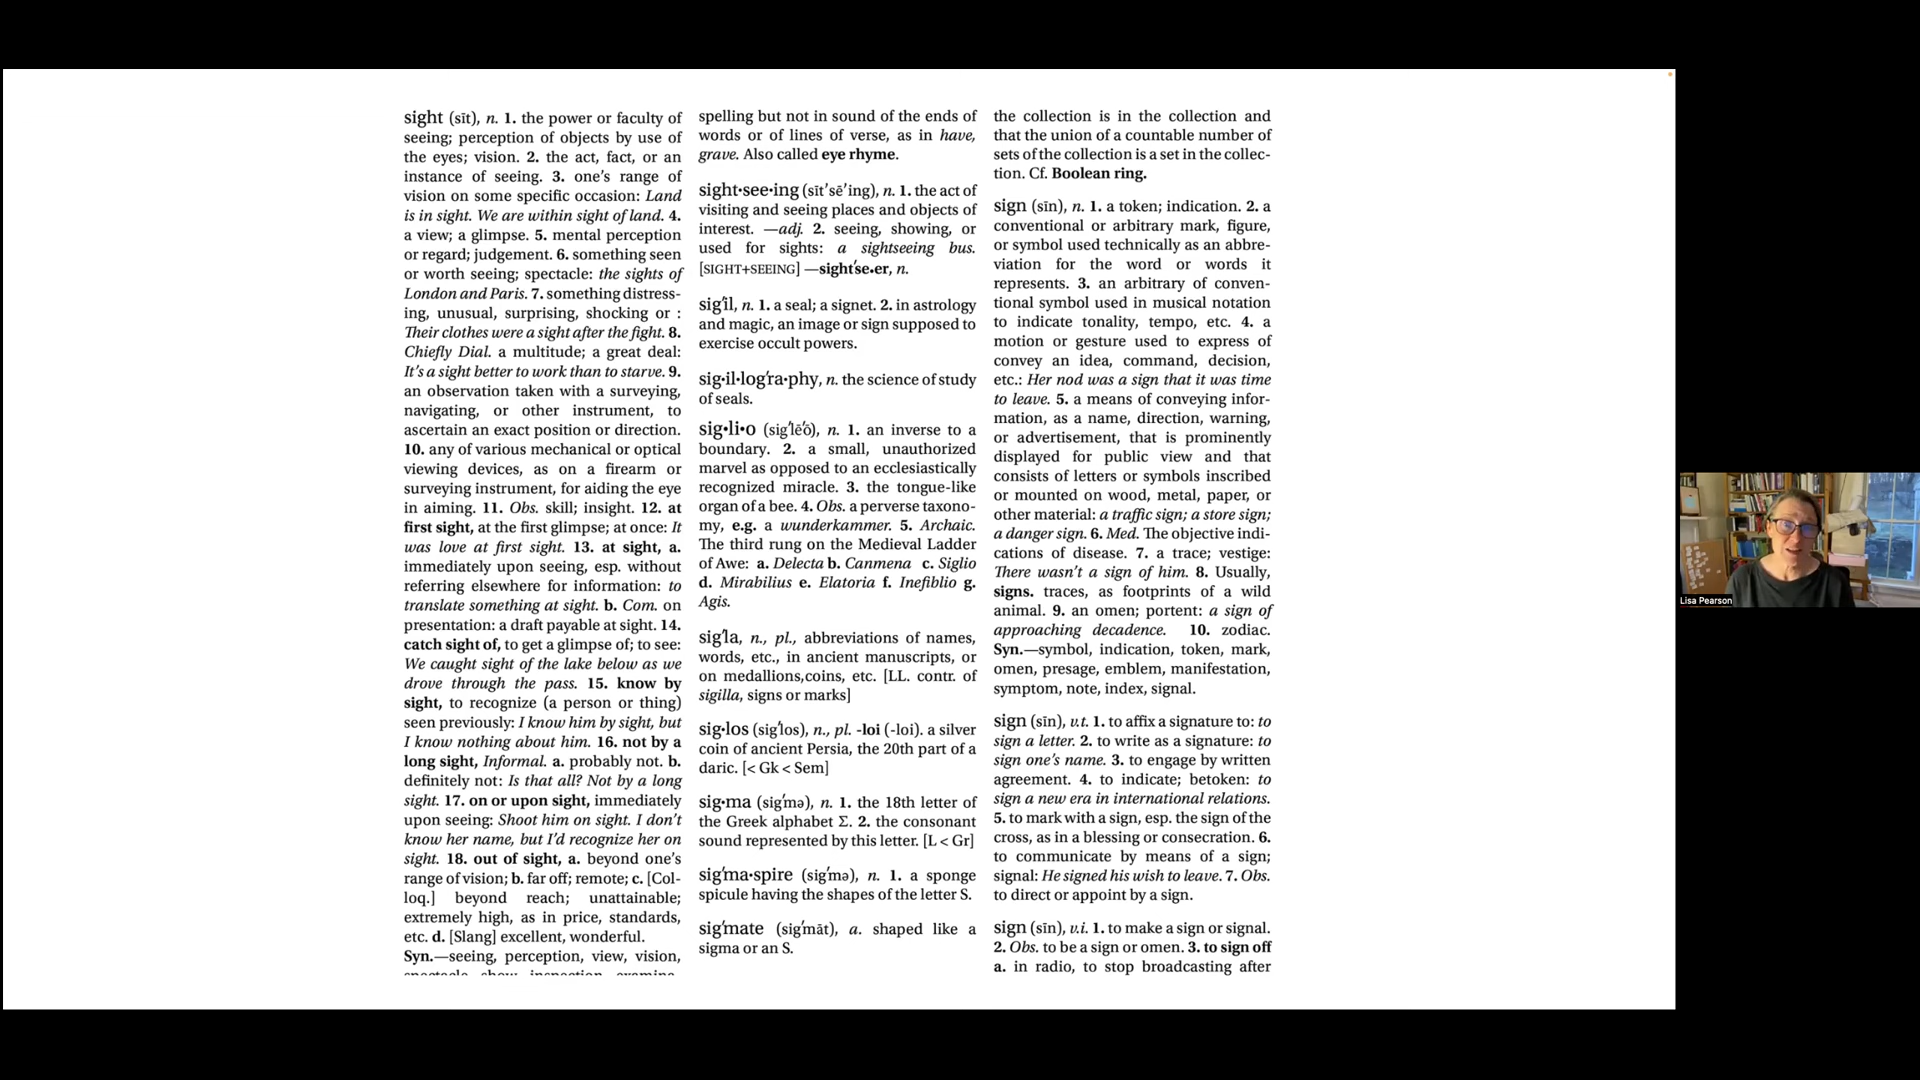 sight (sīt), n. 1. the power or faculty of
seeing; perception of objects by use of
the eyes; vision. 2. the act, fact, or an
instance of seeing. 3. one's range of
vision on some specific occasion: Land
is in sight. We are within sight of land. 4.
a view; a glimpse. 5. mental perception
or regard; judgement. 6. something seen
or worth seeing; spectacle: the sights of
London and Paris. 7. something distress-
ing, unusual, surprising, shocking or :
Their clothes were a sight after the fight. 8.
Chiefly Dial. a multitude; a great deal:
It's a sight better to work than to starve. 9.
an observation taken with a surveying,
navigating, or other instrument, to
ascertain an exact position or direction.
10. any of various mechanical or optical
viewing devices, as on a firearm or
surveying instrument, for aiding the eye
in aiming. 11. Obs. skill; insight. 12. at
first sight, at the first glimpse; at once: It
was love at first sight. 13. at sight, a.
immediately upon seeing, esp. without
referring elsewhere for information: to
translate something at sight. b. Com. on
presentation: a draft payable at sight. 14.
catch sight of, to get a glimpse of; to see:
We caught sight of the lake below as we
drove through the pass. 15. know by
sight, to recognize (a person or thing)
seen previously: I know him by sight, but
I know nothing about him. 16. not by a
long sight, Informal. a. probably not. b.
definitely not: Is that all? Not by a long
sight. 17. on or upon sight, immediately
upon seeing: Shoot him on sight. I don't
know her name, but I'd recognize her on
sight. 18. out of sight, a. beyond one's
range of vision; b. far off; remote; c. [Col-
loq.] beyond reach; unattainable;
extremely high, as in price, standards,
etc. d. [Slang] excellent, wonderful.
Syn.—seeing, perception, view, vision,
spelling but not in sound of the ends of
words or of lines of verse, as in have,
grave. Also called eye rhyme.
sight•see•ing (sīt′sē′ing), n. 1. the act of
visiting and seeing places and objects of
interest. —adj. 2. seeing, showing, or
used for sights: a sightseeing bus.
[SIGHT+SEEING] —sight′se•er, n.
sig′il, n. 1. a seal; a signet. 2. in astrology
and magic, an image or sign supposed to
exercise occult powers.
sig•il•log′ra•phy, n. the science of study
of seals.
sig•li•o (sig′lē′ō), n. 1. an inverse to a
boundary. 2. a small, unauthorized
marvel as opposed to an ecclesiastically
recognized miracle. 3. the tongue-like
organ of a bee. 4. Obs. a perverse taxono-
my, e.g. a wunderkammer. 5. Archaic.
The third rung on the Medieval Ladder
of Awe: a. Delecta b. Canmena c. Siglio
d. Mirabilius e. Elatoria f. Inefiblio g.
Agis.
sig′la, n., pl., abbreviations of names,
words, etc., in ancient manuscripts, or
on medallions,coins, etc. [LL. contr. of
sigilla, signs or marks]
sig•los (sig′los), n., pl. -loi (-loi). a silver
coin of ancient Persia, the 20th part of a
daric. [< Gk < Sem]
sig•ma (sig′mə), n. 1. the 18th letter of
the Greek alphabet Σ. 2. the consonant
sound represented by this letter. [L < Gr]
sig′ma•spire (sig′mə), n. 1. a sponge
spicule having the shapes of the letter S.
sig′mate (sig′māt), a. shaped like a
sigma or an S.
the collection is in the collection and
that the union of a countable number of
sets of the collection is a set in the collec-
tion. Cf. Boolean ring.
sign (sīn), n. 1. a token; indication. 2. a
conventional or arbitrary mark, figure,
or symbol used technically as an abbre-
viation for the word or words it
represents. 3. an arbitrary of conven-
tional symbol used in musical notation
to indicate tonality, tempo, etc. 4. a
motion or gesture used to express of
convey an idea, command, decision,
etc.: Her nod was a sign that it was time
to leave. 5. a means of conveying infor-
mation, as a name, direction, warning,
or advertisement, that is prominently
displayed for public view and that
consists of letters or symbols inscribed
or mounted on wood, metal, paper, or
other material: a traffic sign; a store sign;
a danger sign. 6. Med. The objective indi-
cations of disease. 7. a trace; vestige:
There wasn't a sign of him. 8. Usually,
signs. traces, as footprints of a wild
animal. 9. an omen; portent: a sign of
approaching decadence. 10. zodiac.
Syn.—symbol, indication, token, mark,
omen, presage, emblem, manifestation,
symptom, note, index, signal.
sign (sīn), v.t. 1. to affix a signature to: to
sign a letter. 2. to write as a signature: to
sign one's name. 3. to engage by written
agreement. 4. to indicate; betoken: to
sign a new era in international relations.
5. to mark with a sign, esp. the sign of the
cross, as in a blessing or consecration. 6.
to communicate by means of a sign;
signal: He signed his wish to leave. 7. Obs.
to direct or appoint by a sign.
sign (sīn), v.i. 1. to make a sign or signal.
2. Obs. to be a sign or omen. 3. to sign off
a. in radio, to stop broadcasting after
Lisa Pearson